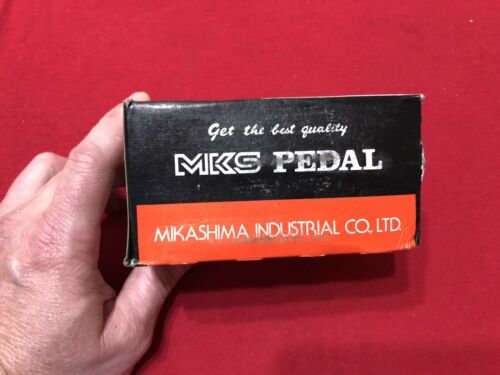 Get the best quality
MKS PEDAL
MIKASHIMA INDUSTRIAL CO., LTD.